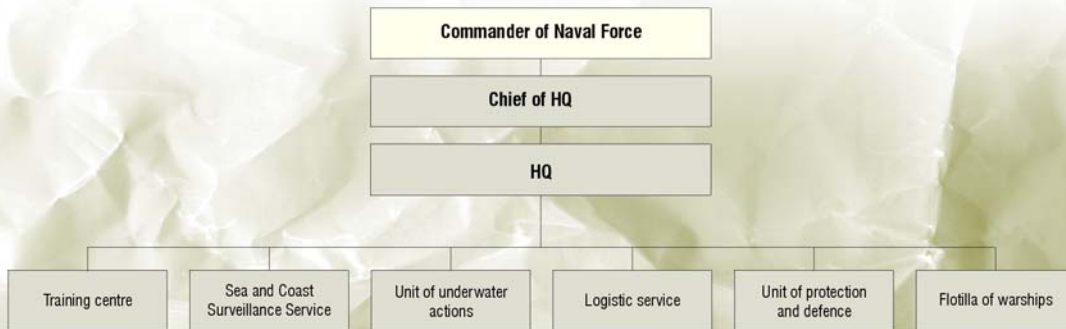 Commander of Naval Force
Chief of HQ
HQ
Training centre
Sea and Coast
Surveillance Service
Unit of underwater
actions
Logistic service
Unit of protection
and defence
Flotilla of warships